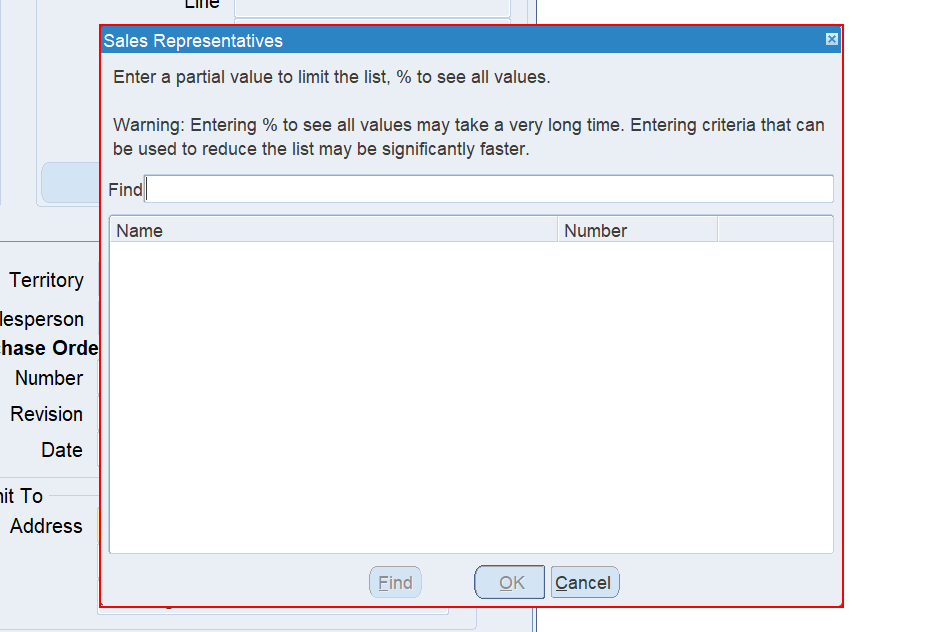 Line
Sales Representatives
Enter a partial value to limit the list, % to see all values.
Warning: Entering % to see all values may take a very long time. Entering criteria that can
be used to reduce the list may be significantly faster.
Find
Name Number
Territory
lesperson
hase Orde
Number
Revision
Date
it To
Address
Find OK Cancel